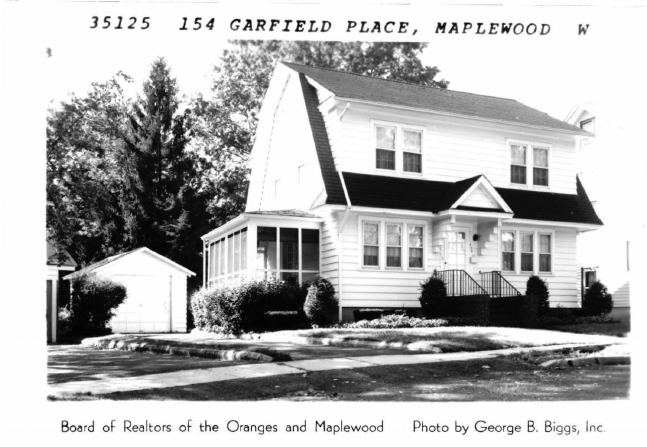 35125 154 GARFIELD PLACE, MAPLEWOOD W
Board of Realtors of the Oranges and Maplewood Photo by George B. Biggs, Inc.